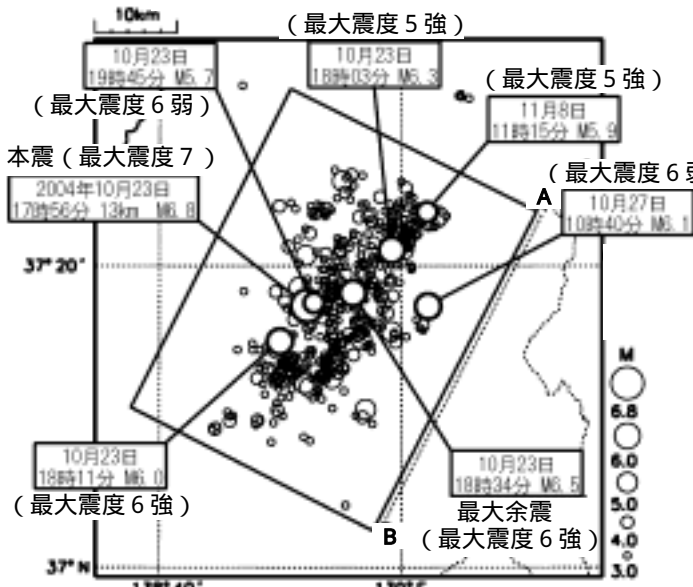 10km
（最大震度５強）
10月23日
19時45分 M5.7
（最大震度６弱）
10月23日
18時03分 M6.3
（最大震度５強）
11月8日
11時15分 M5.9
本震（最大震度７）
2004年10月23日
17時56分 13km M6.8
（最大震度６弱
A
10月27日
10時40分 M6.1
37°20'
M
6.8
6.0
5.0
4.0
3.0
10月23日
18時11分 M6.0
（最大震度６強）
10月23日
18時34分 M6.5
最大余震
（最大震度６強）
B
37°N